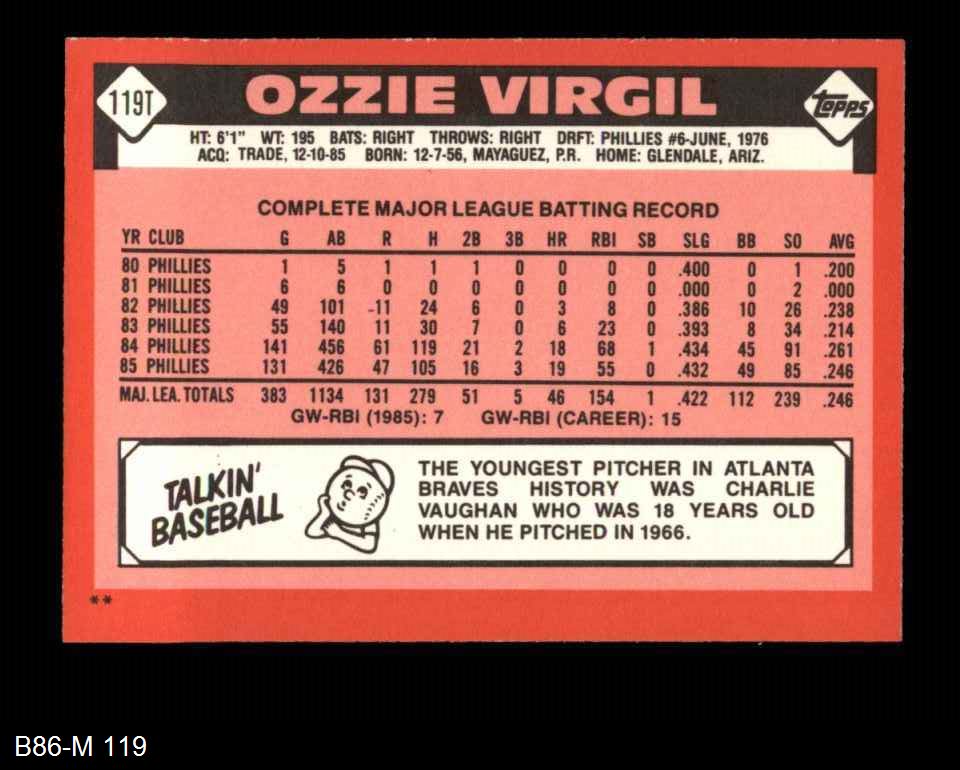 119T
OZZIE VIRGIL
Topps
HT: 6'1" WT: 195 BATS: RIGHT THROWS: RIGHT DRFT: PHILLIES #6-JUNE, 1976
ACQ: TRADE, 12-10-85 BORN: 12-7-56, MAYAGUEZ, P.R. HOME: GLENDALE, ARIZ.
COMPLETE MAJOR LEAGUE BATTING RECORD
YR CLUB G AB R H 2B 3B HR RBI SB SLG BB SO AVG
80 PHILLIES 1 5 1 1 1 0 0 0 0 .400 0 1 .200
81 PHILLIES 6 6 0 0 0 0 0 0 0 .000 0 2 .000
82 PHILLIES 49 101 -11 24 6 0 3 8 0 .386 10 26 .238
83 PHILLIES 55 140 11 30 7 0 6 23 0 .393 8 34 .214
84 PHILLIES 141 456 61 119 21 2 18 68 1 .434 45 91 .261
85 PHILLIES 131 426 47 105 16 3 19 55 0 .432 49 85 .246
MAJ. LEA. TOTALS 383 1134 131 279 51 5 46 154 1 .422 112 239 .246
GW-RBI (1985): 7 GW-RBI (CAREER): 15
TALKIN'
BASEBALL
THE YOUNGEST PITCHER IN ATLANTA
BRAVES HISTORY WAS CHARLIE
VAUGHAN WHO WAS 18 YEARS OLD
WHEN HE PITCHED IN 1966.
**
B86-M 119